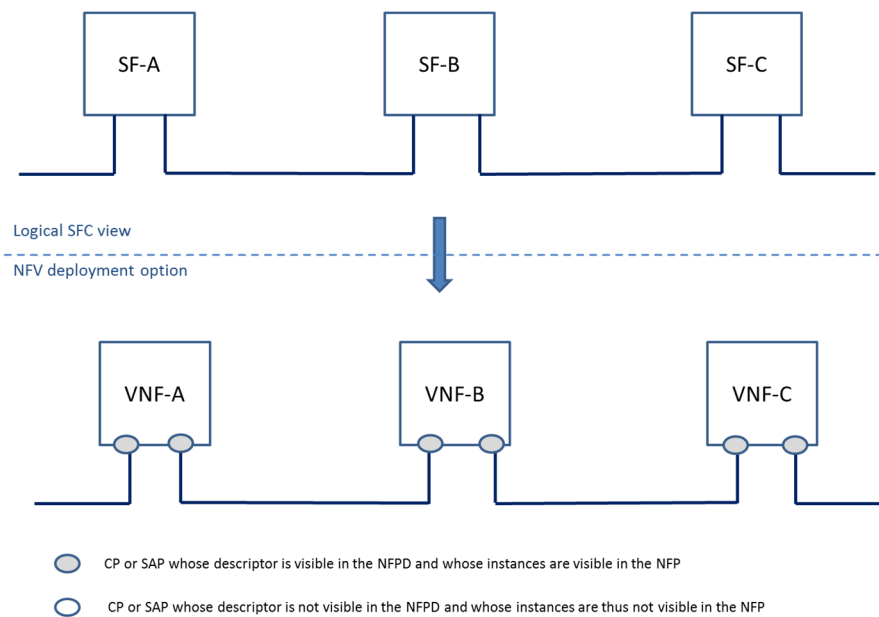 SF-A
SF-B
SF-C
Logical SFC view
NFV deployment option
VNF-A
VNF-B
VNF-C
CP or SAP whose descriptor is visible in the NFPD and whose instances are visible in the NFP
CP or SAP whose descriptor is not visible in the NFPD and whose instances are thus not visible in the NFP